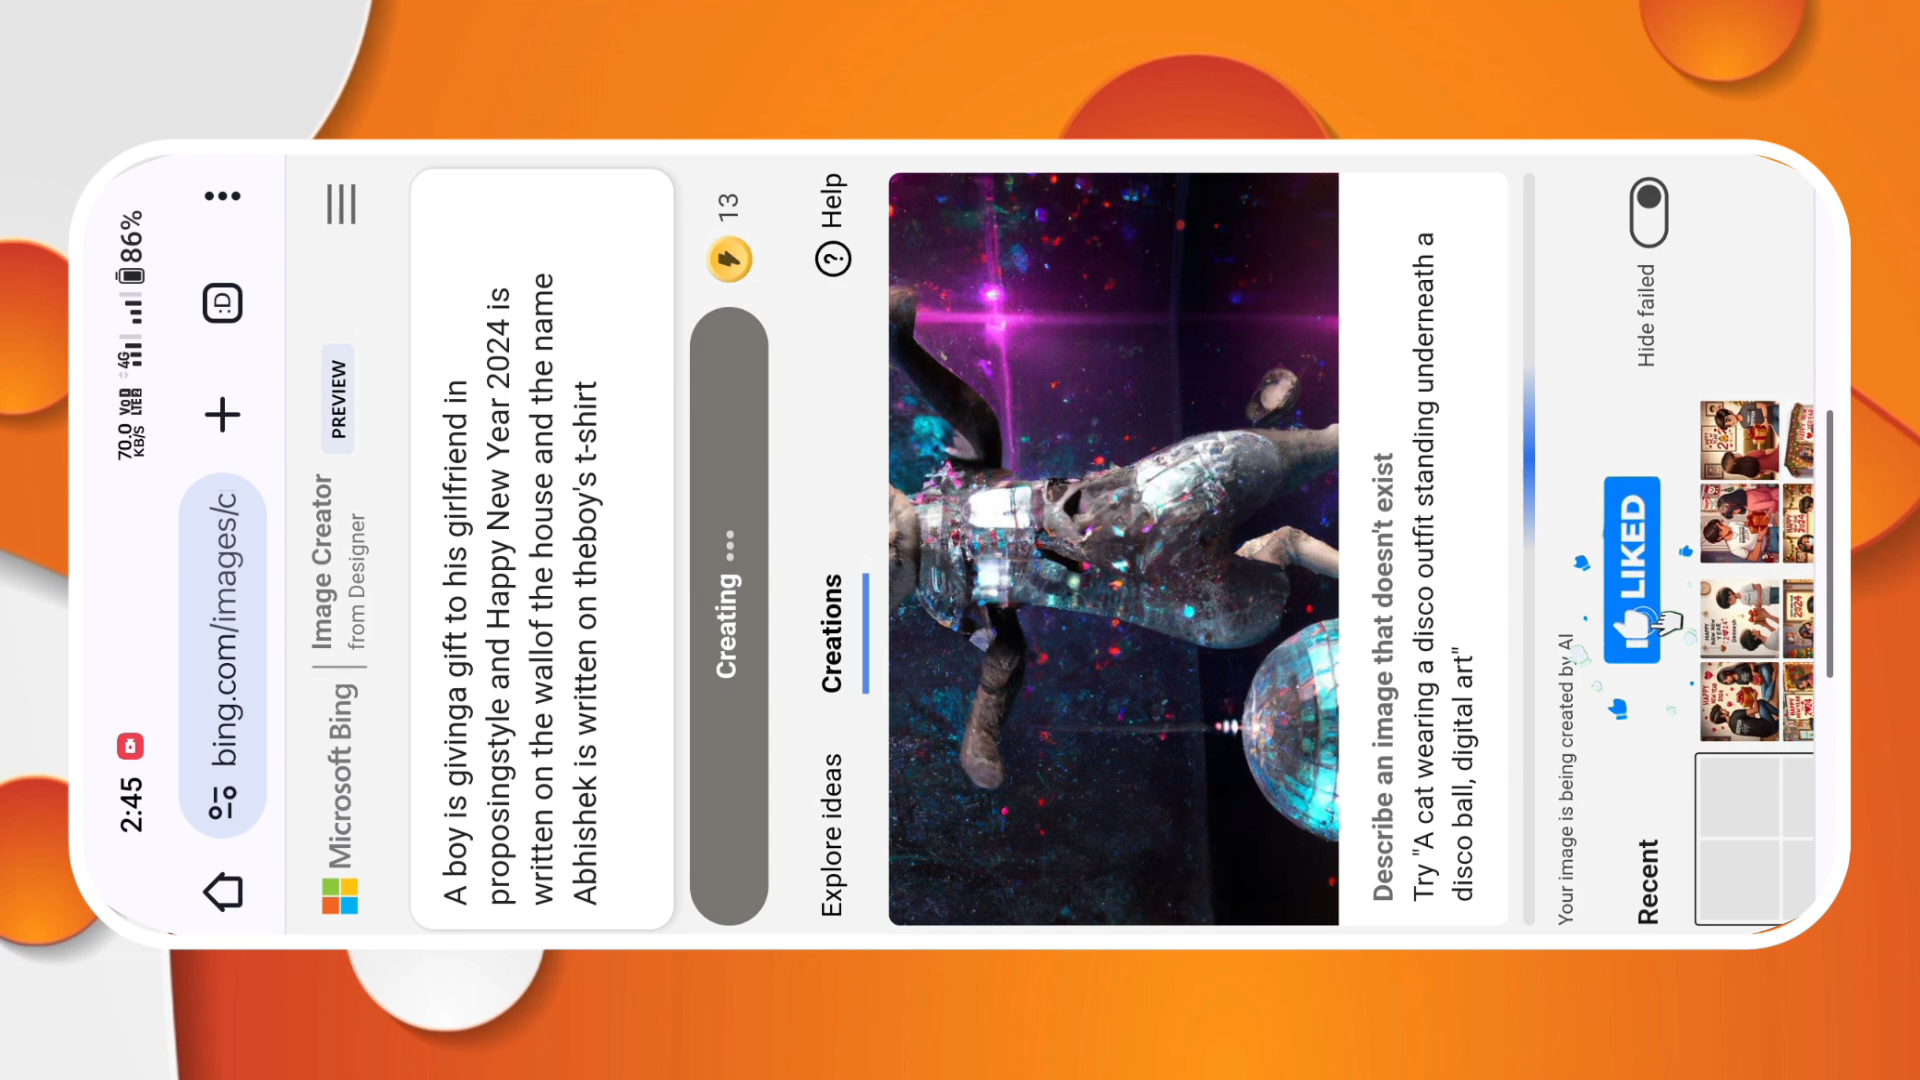 2:45
70.0 KB/S VoD LTE2 4G 86%
bing.com/images/c
:D
Microsoft Bing | Image Creator
from Designer
PREVIEW
A boy is givinga gift to his girlfriend in
proposingstyle and Happy New Year 2024 is
written on the wallof the house and the name
Abhishek is written on theboy's t-shirt
Creating ...
13
Explore ideas
Creations
Help
Describe an image that doesn't exist
Try "A cat wearing a disco outfit standing underneath a
disco ball, digital art"
Your image is being created by AI
LIKED
Recent
Hide failed